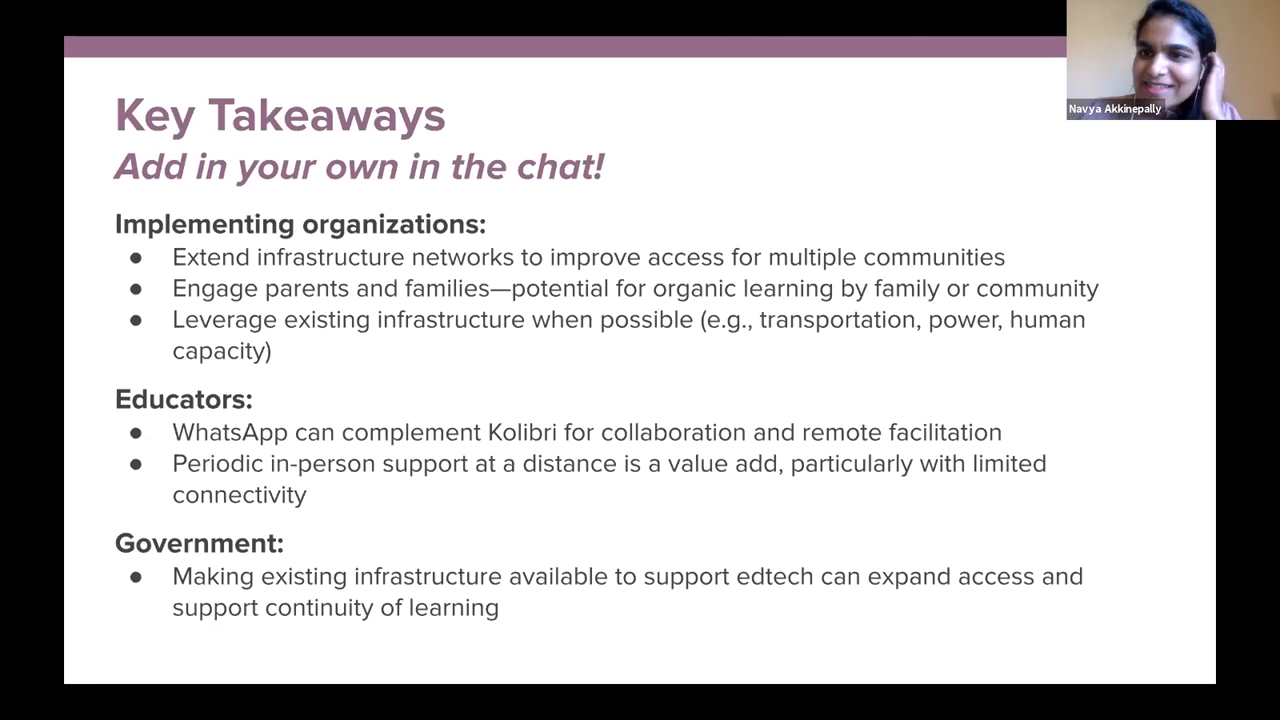 Navya Akkinepally
Key Takeaways
Add in your own in the chat!
Implementing organizations:
● Extend infrastructure networks to improve access for multiple communities
● Engage parents and families—potential for organic learning by family or community
● Leverage existing infrastructure when possible (e.g., transportation, power, human
capacity)
Educators:
● WhatsApp can complement Kolibri for collaboration and remote facilitation
● Periodic in-person support at a distance is a value add, particularly with limited
connectivity
Government:
● Making existing infrastructure available to support edtech can expand access and
support continuity of learning